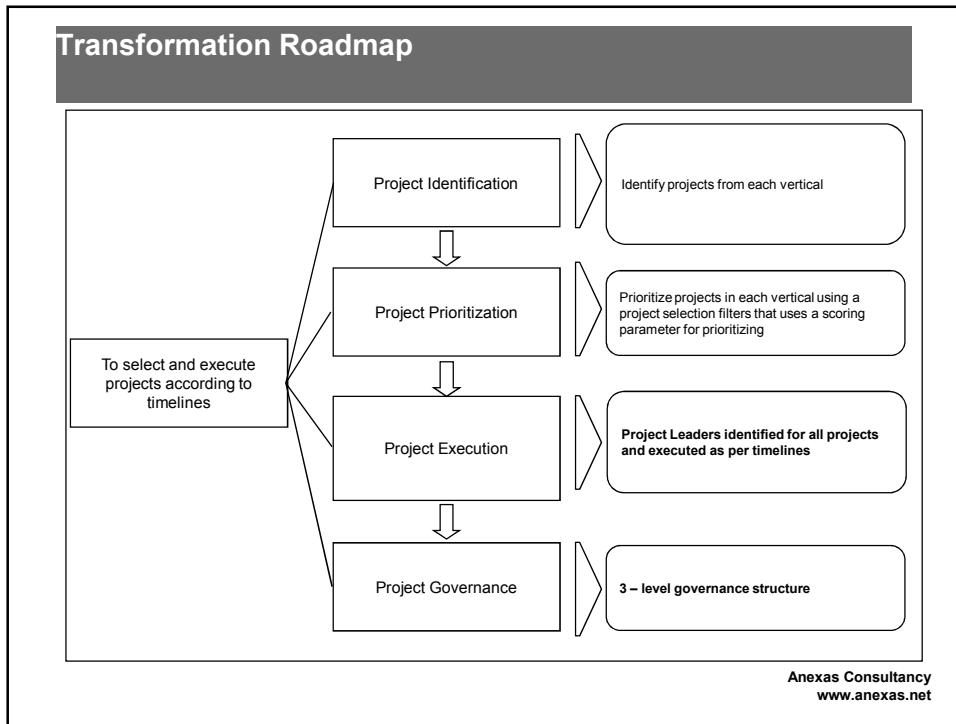 Transformation Roadmap
Project Identification
Identify projects from each vertical
Project Prioritization
Prioritize projects in each vertical using a
project selection filters that uses a scoring
parameter for prioritizing
To select and execute
projects according to
timelines
Project Execution
Project Leaders identified for all projects
and executed as per timelines
Project Governance
3 – level governance structure
Anexas Consultancy
www.anexas.net